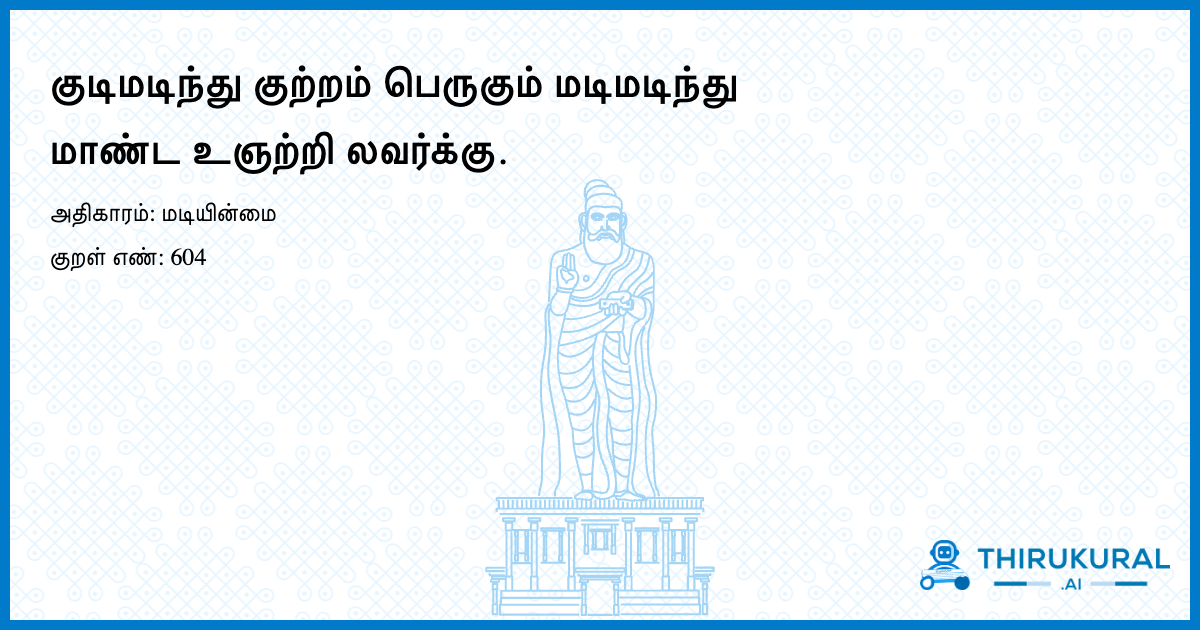 குடிமடிந்து குற்றம் பெருகும் மடிமடிந்து
மாண்ட உஞற்றி லவர்க்கு.
அதிகாரம்: மடியின்மை
குறள் எண்: 604
THIRUKURAL
.AI